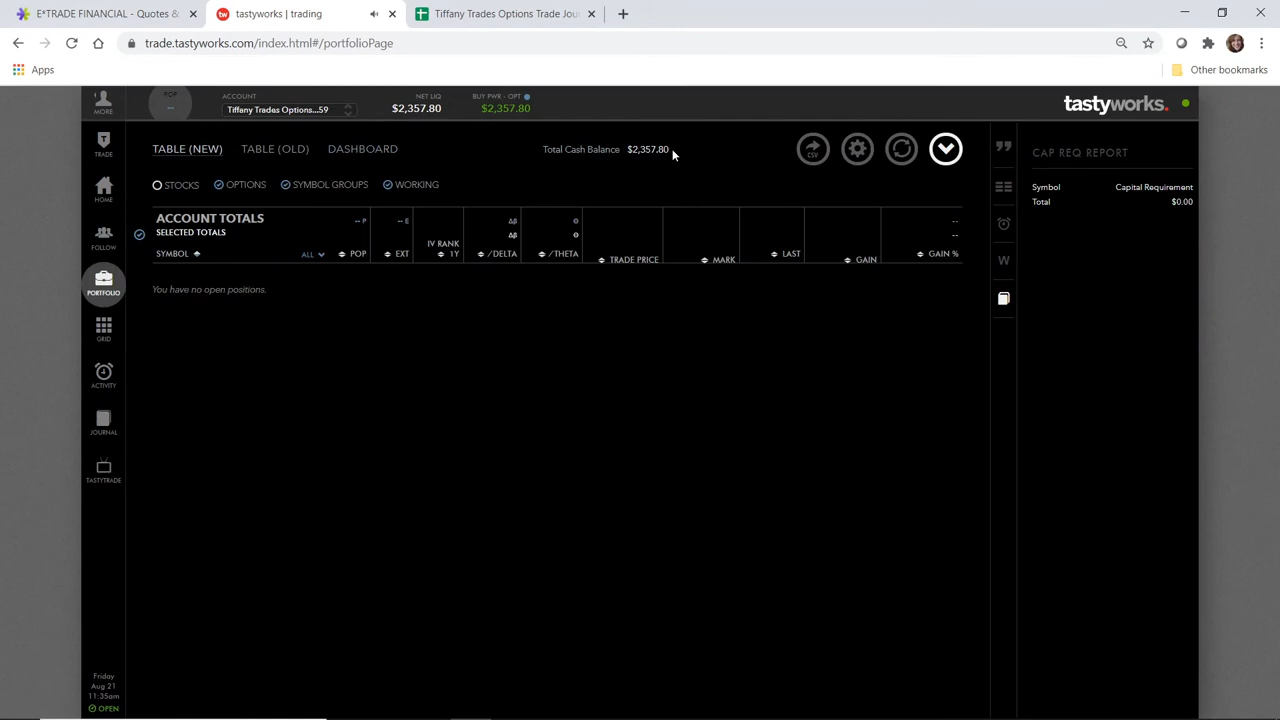 E*TRADE FINANCIAL - Quotes &
tw tastyworks | trading
Tiffany Trades Options Trade Jou
trade.tastyworks.com/index.html#/portfolioPage
Apps
Other bookmarks
MORE
POP
--
ACCOUNT
Tiffany Trades Options...59
NET LIQ
$2,357.80
BUY PWR - OPT
$2,357.80
tastyworks.
TRADE
HOME
FOLLOW
PORTFOLIO
GRID
ACTIVITY
JOURNAL
TASTYTRADE
TABLE (NEW) TABLE (OLD) DASHBOARD
Total Cash Balance $2,357.80
CSV
STOCKS OPTIONS SYMBOL GROUPS WORKING
ACCOUNT TOTALS
-- P -- E Δβ Θ --
SELECTED TOTALS
Δβ Θ --
SYMBOL ALL POP EXT IV RANK 1Y /DELTA /THETA TRADE PRICE MARK LAST GAIN GAIN %
You have no open positions.
W
CAP REQ REPORT
Symbol Capital Requirement
Total $0.00
Friday
Aug 21
11:35am
OPEN